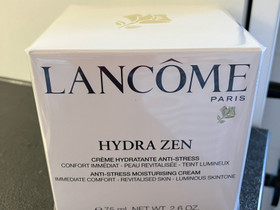 LANCÔME
PARIS
HYDRA ZEN
CRÈME HYDRATANTE ANTI-STRESS
CONFORT IMMÉDIAT - PEAU REVITALISÉE - TEINT LUMINEUX
ANTI-STRESS MOISTURISING CREAM
IMMEDIATE COMFORT - REVITALISED SKIN - LUMINOUS SKINTONE
75 ml NET WT. 2.6 OZ